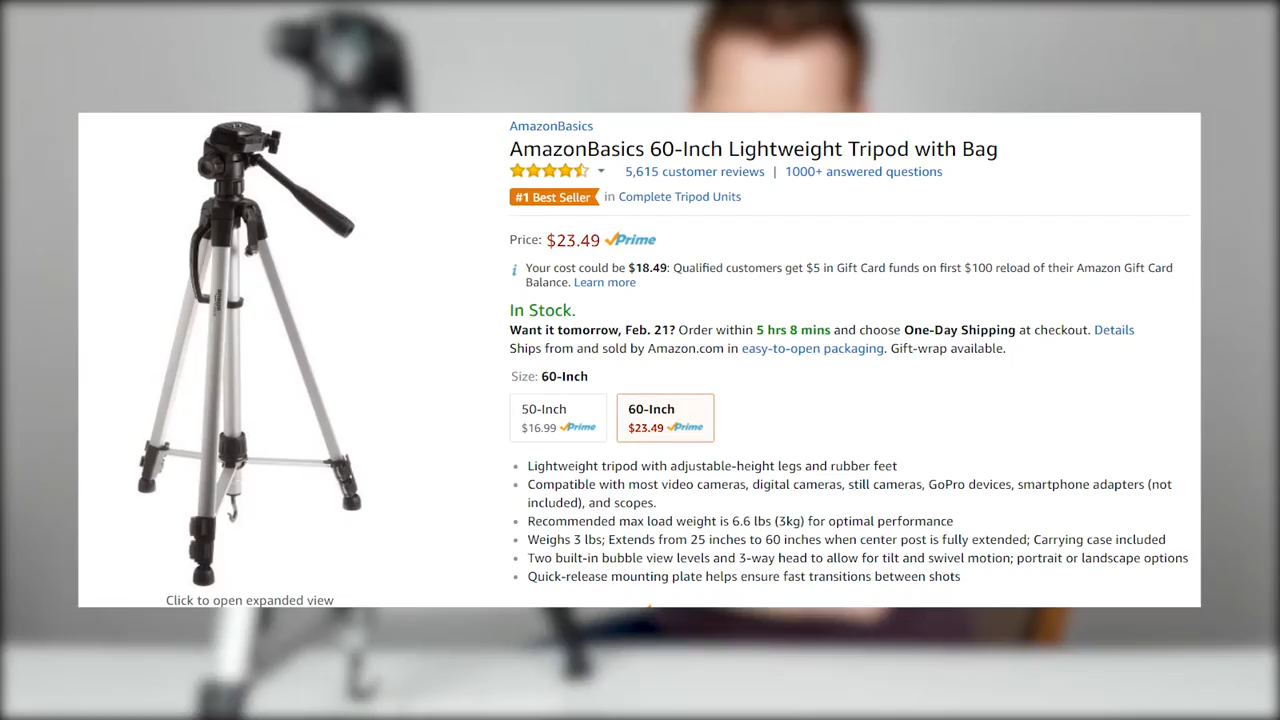 AmazonBasics
AmazonBasics 60-Inch Lightweight Tripod with Bag
5,615 customer reviews | 1000+ answered questions
#1 Best Seller in Complete Tripod Units
Price: $23.49 Prime
Your cost could be $18.49: Qualified customers get $5 in Gift Card funds on first $100 reload of their Amazon Gift Card
Balance. Learn more
In Stock.
Want it tomorrow, Feb. 21? Order within 5 hrs 8 mins and choose One-Day Shipping at checkout. Details
Ships from and sold by Amazon.com in easy-to-open packaging. Gift-wrap available.
Size: 60-Inch
50-Inch 60-Inch
$16.99 Prime $23.49 Prime
Lightweight tripod with adjustable-height legs and rubber feet
Compatible with most video cameras, digital cameras, still cameras, GoPro devices, smartphone adapters (not
included), and scopes.
Recommended max load weight is 6.6 lbs (3kg) for optimal performance
Weighs 3 lbs; Extends from 25 inches to 60 inches when center post is fully extended; Carrying case included
Two built-in bubble view levels and 3-way head to allow for tilt and swivel motion; portrait or landscape options
Quick-release mounting plate helps ensure fast transitions between shots
Click to open expanded view